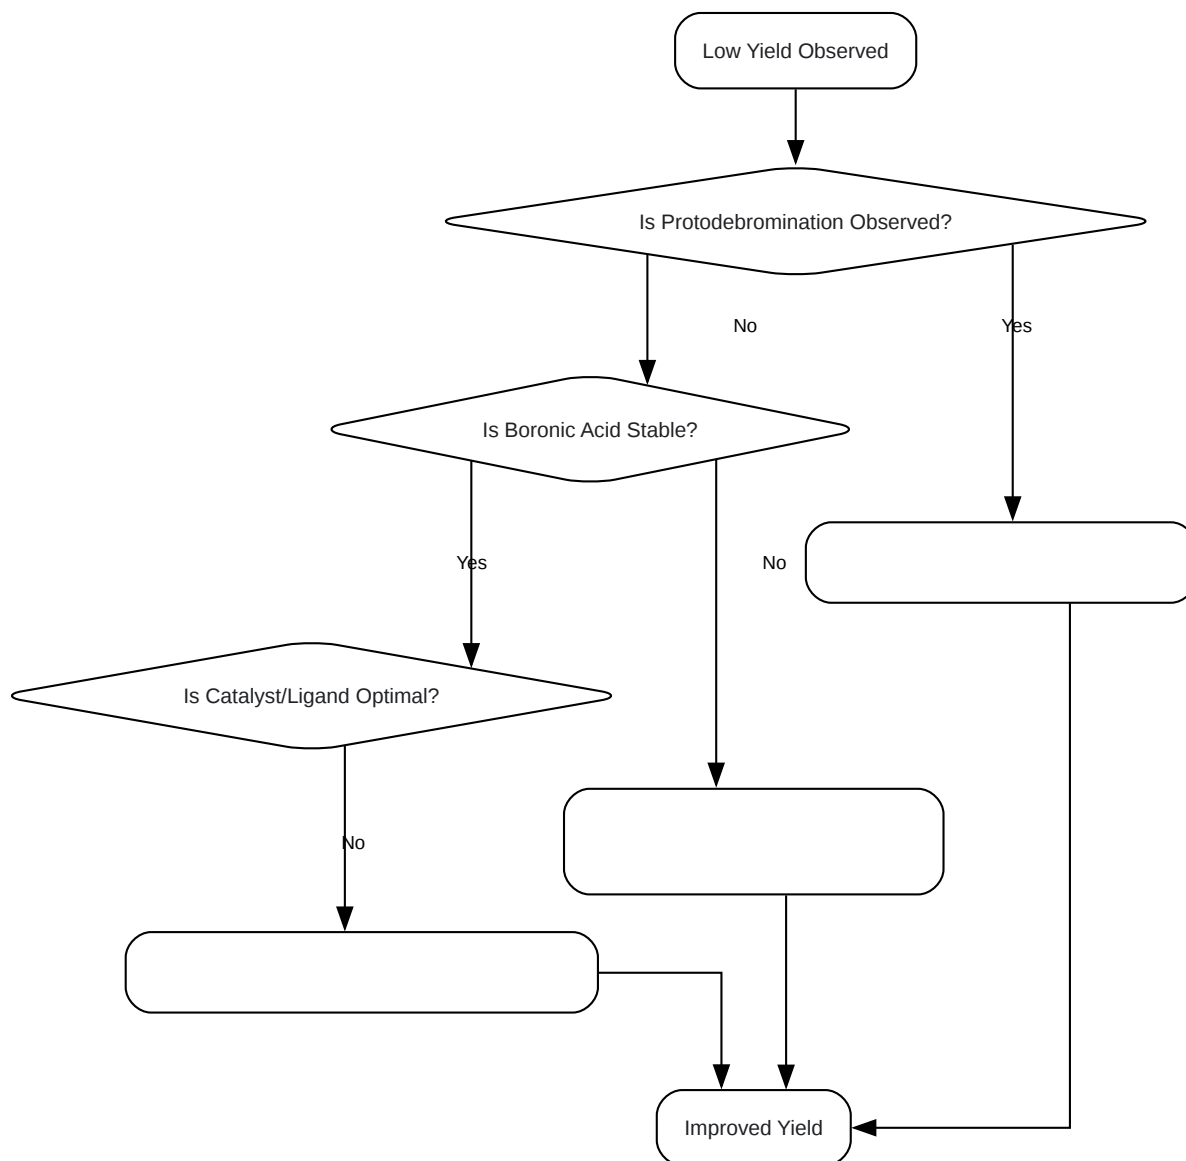 Low Yield Observed
Is Protodebromination Observed?
No
Yes
Is Boronic Acid Stable?
Yes
No
Is Catalyst/Ligand Optimal?
No
Improved Yield